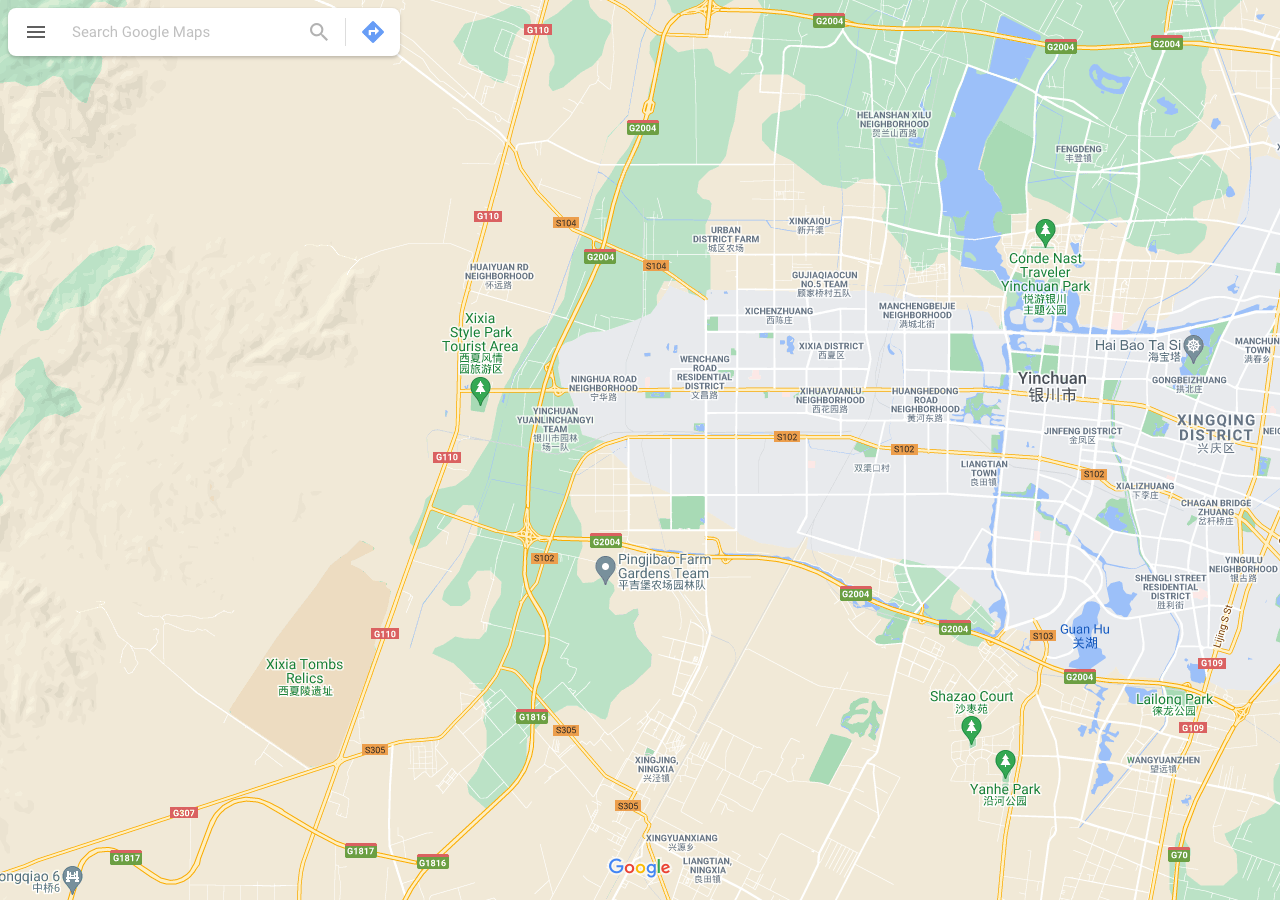 Search Google Maps
G110
G2004
G2004
G2004
G2004
HELANSHAN XILU
NEIGHBORHOOD
贺兰山西路
FENGDENG
丰登镇
G110
S104
XINKAIQU
新开渠
URBAN
DISTRICT FARM
城区农场
G2004
S104
Conde Nast
Traveler
Yinchuan Park
悦游银川
主题公园
HUAIYUAN RD
NEIGHBORHOOD
怀远路
GUJIAQIAOCUN
NO.5 TEAM
顾家桥村五队
XICHENZHUANG
西陈庄
MANCHENGBEIJIE
NEIGHBORHOOD
满城北街
Xixia
Style Park
Tourist Area
西夏风情
园旅游区
XIXIA DISTRICT
西夏区
Hai Bao Ta Si
海宝塔
MANCHUN
TOWN
满春乡
WENCHANG
ROAD
RESIDENTIAL
DISTRICT
文昌路
NINGHUA ROAD
NEIGHBORHOOD
宁华路
Yinchuan
银川市
GONGBEIZHUANG
拱北庄
XIHUAYUANLU
NEIGHBORHOOD
西花园路
HUANGHEDONG
ROAD
NEIGHBORHOOD
黄河东路
YINCHUAN
YUANLINCHANGYI
TEAM
银川市园林
场一队
XINGQING
DISTRICT
兴庆区
JINFENG DISTRICT
金凤区
S102
S102
G110
双渠口村
LIANGTIAN
TOWN
良田镇
S102
XIALIZHUANG
下李庄
CHAGAN BRIDGE
ZHUANG
岔杆桥庄
G2004
S102
Pingjibao Farm
Gardens Team
平吉堡农场园林队
YINGULU
NEIGHBORHOOD
银古路
SHENGLI STREET
RESIDENTIAL
DISTRICT
胜利街
G2004
G2004
G110
S103
Guan Hu
关湖
Lijing S St
G109
Xixia Tombs
Relics
西夏陵遗址
G2004
Shazao Court
沙枣苑
Lailong Park
徕龙公园
G1816
S305
G109
S305
XINGJING,
NINGXIA
兴泾镇
WANGYUANZHEN
望远镇
Yanhe Park
沿河公园
S305
G307
XINGYUANXIANG
兴源乡
G1817
G1817
G1816
G70
LIANGTIAN,
NINGXIA
良田镇
Google
ongqiao 6
中桥6